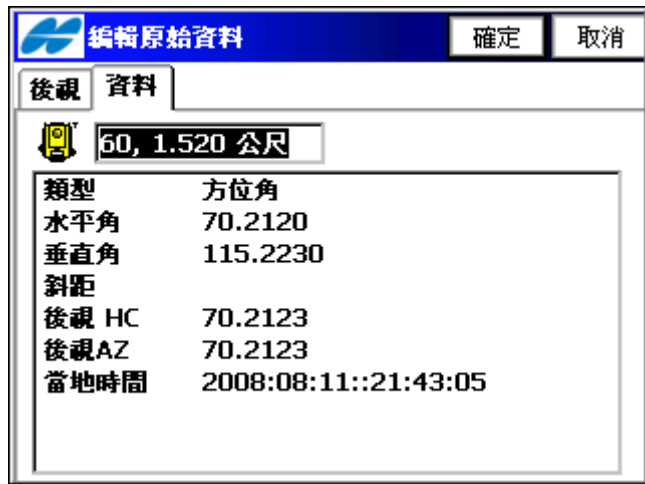 編輯原始資料 確定 取消
後視 資料
60, 1.520 公尺
類型 方位角
水平角 70.2120
垂直角 115.2230
斜距
後視 HC 70.2123
後視AZ 70.2123
當地時間 2008:08:11::21:43:05